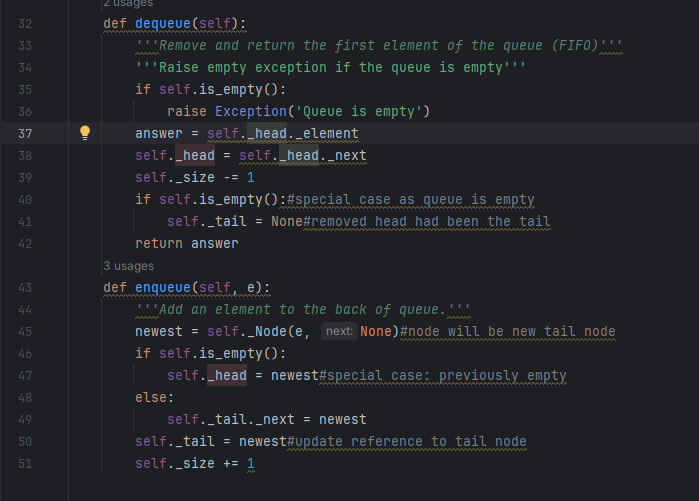 2 usages
32 def dequeue(self):
33 '''Remove and return the first element of the queue (FIFO)'''
34 '''Raise empty exception if the queue is empty'''
35 if self.is_empty():
36 raise Exception('Queue is empty')
37 answer = self._head._element
38 self._head = self._head._next
39 self._size -= 1
40 if self.is_empty():#special case as queue is empty
41 self._tail = None#removed head had been the tail
42 return answer
3 usages
43 def enqueue(self, e):
44 '''Add an element to the back of queue.'''
45 newest = self._Node(e, next: None)#node will be new tail node
46 if self.is_empty():
47 self._head = newest#special case: previously empty
48 else:
49 self._tail._next = newest
50 self._tail = newest#update reference to tail node
51 self._size += 1